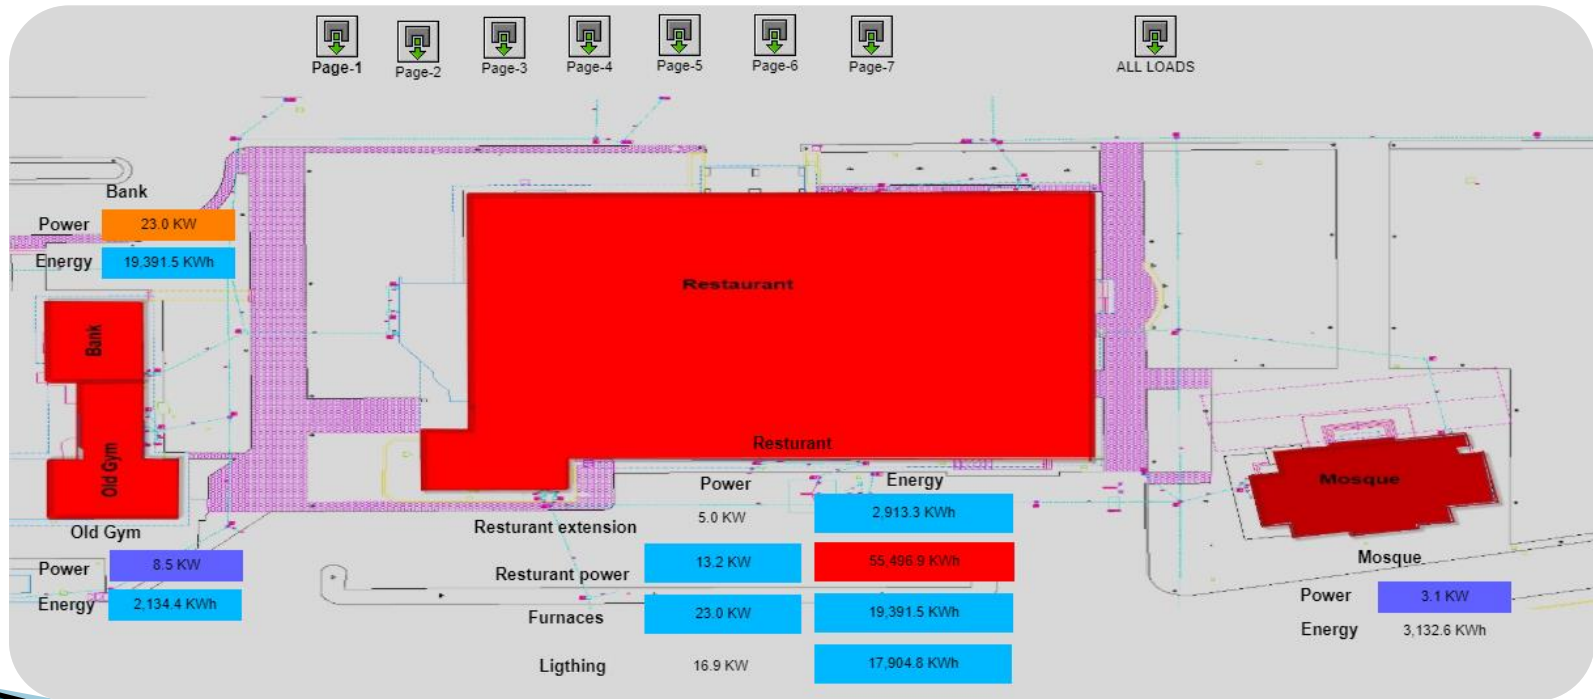 Page-1 Page-2 Page-3 Page-4 Page-5 Page-6 Page-7 ALL LOADS
Bank
Power 23.0 KW
Energy 19,391.5 KWh
Bank
Old Gym
Old Gym
Power 8.5 KW
Energy 2,134.4 KWh
Restaurant
Resturant
Power Energy
Resturant extension 5.0 KW 2,913.3 KWh
Resturant power 13.2 KW 55,496.9 KWh
Furnaces 23.0 KW 19,391.5 KWh
Ligthing 16.9 KW 17,904.8 KWh
Mosque
Mosque
Power 3.1 KW
Energy 3,132.6 KWh